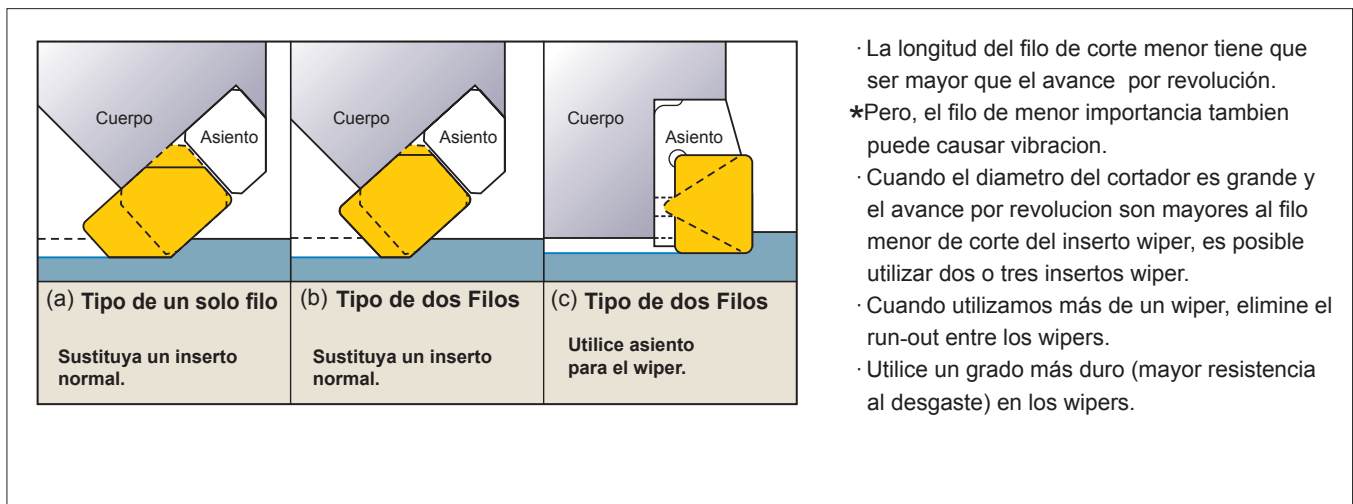 Cuerpo
Asiento
Cuerpo
Asiento
Cuerpo
Asiento
(a) Tipo de un solo filo
Sustituya un inserto
normal.
(b) Tipo de dos Filos
Sustituya un inserto
normal.
(c) Tipo de dos Filos
Utilice asiento
para el wiper.
· La longitud del filo de corte menor tiene que
ser mayor que el avance por revolución.
*Pero, el filo de menor importancia tambien
puede causar vibracion.
· Cuando el diametro del cortador es grande y
el avance por revolucion son mayores al filo
menor de corte del inserto wiper, es posible
utilizar dos o tres insertos wiper.
· Cuando utilizamos más de un wiper, elimine el
run-out entre los wipers.
· Utilice un grado más duro (mayor resistencia
al desgaste) en los wipers.